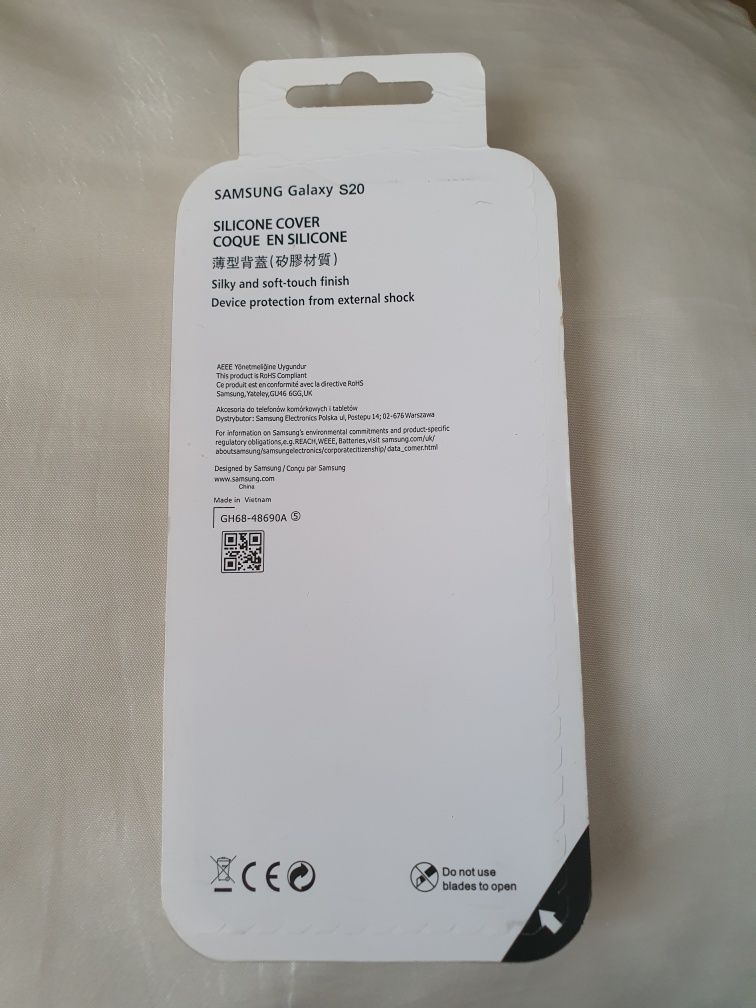 SAMSUNG Galaxy S20
SILICONE COVER
COQUE EN SILICONE
薄型背蓋(矽膠材質)
Silky and soft-touch finish
Device protection from external shock
AEEE Yönetmeliğine Uygundur
This product is RoHS Compliant
Ce produit est en conformité avec la directive RoHS
Samsung,Yateley,GU46 6GG,UK
Akcesoria do telefonów komórkowych i tabletów
Dystrybutor: Samsung Electronics Polska ul, Postępu 14; 02-676 Warszawa
For information on Samsung's environmental commitments and product-specific
regulatory obligations,e.g.REACH,WEEE, Batteries,visit samsung.com/uk/
aboutsamsung/samsungelectronics/corporatecitizenship/data_corner.html
Designed by Samsung / Conçu par Samsung
www.samsung.com
China
Made in Vietnam
GH68-48690A Ⓢ
CE
Do not use
blades to open